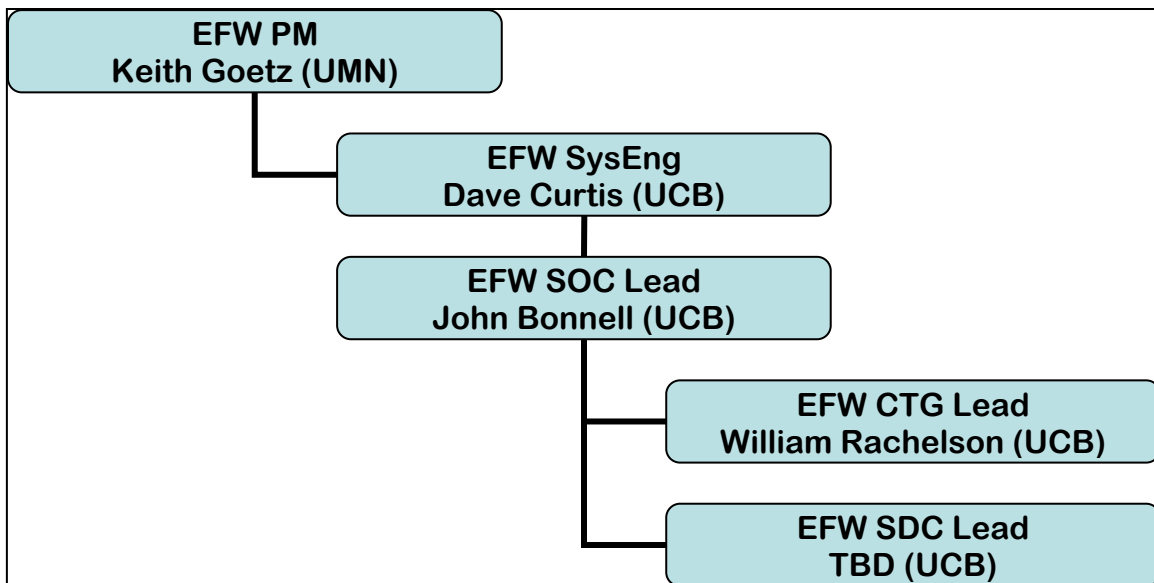 EFW PM
Keith Goetz (UMN)
EFW SysEng
Dave Curtis (UCB)
EFW SOC Lead
John Bonnell (UCB)
EFW CTG Lead
William Rachelson (UCB)
EFW SDC Lead
TBD (UCB)